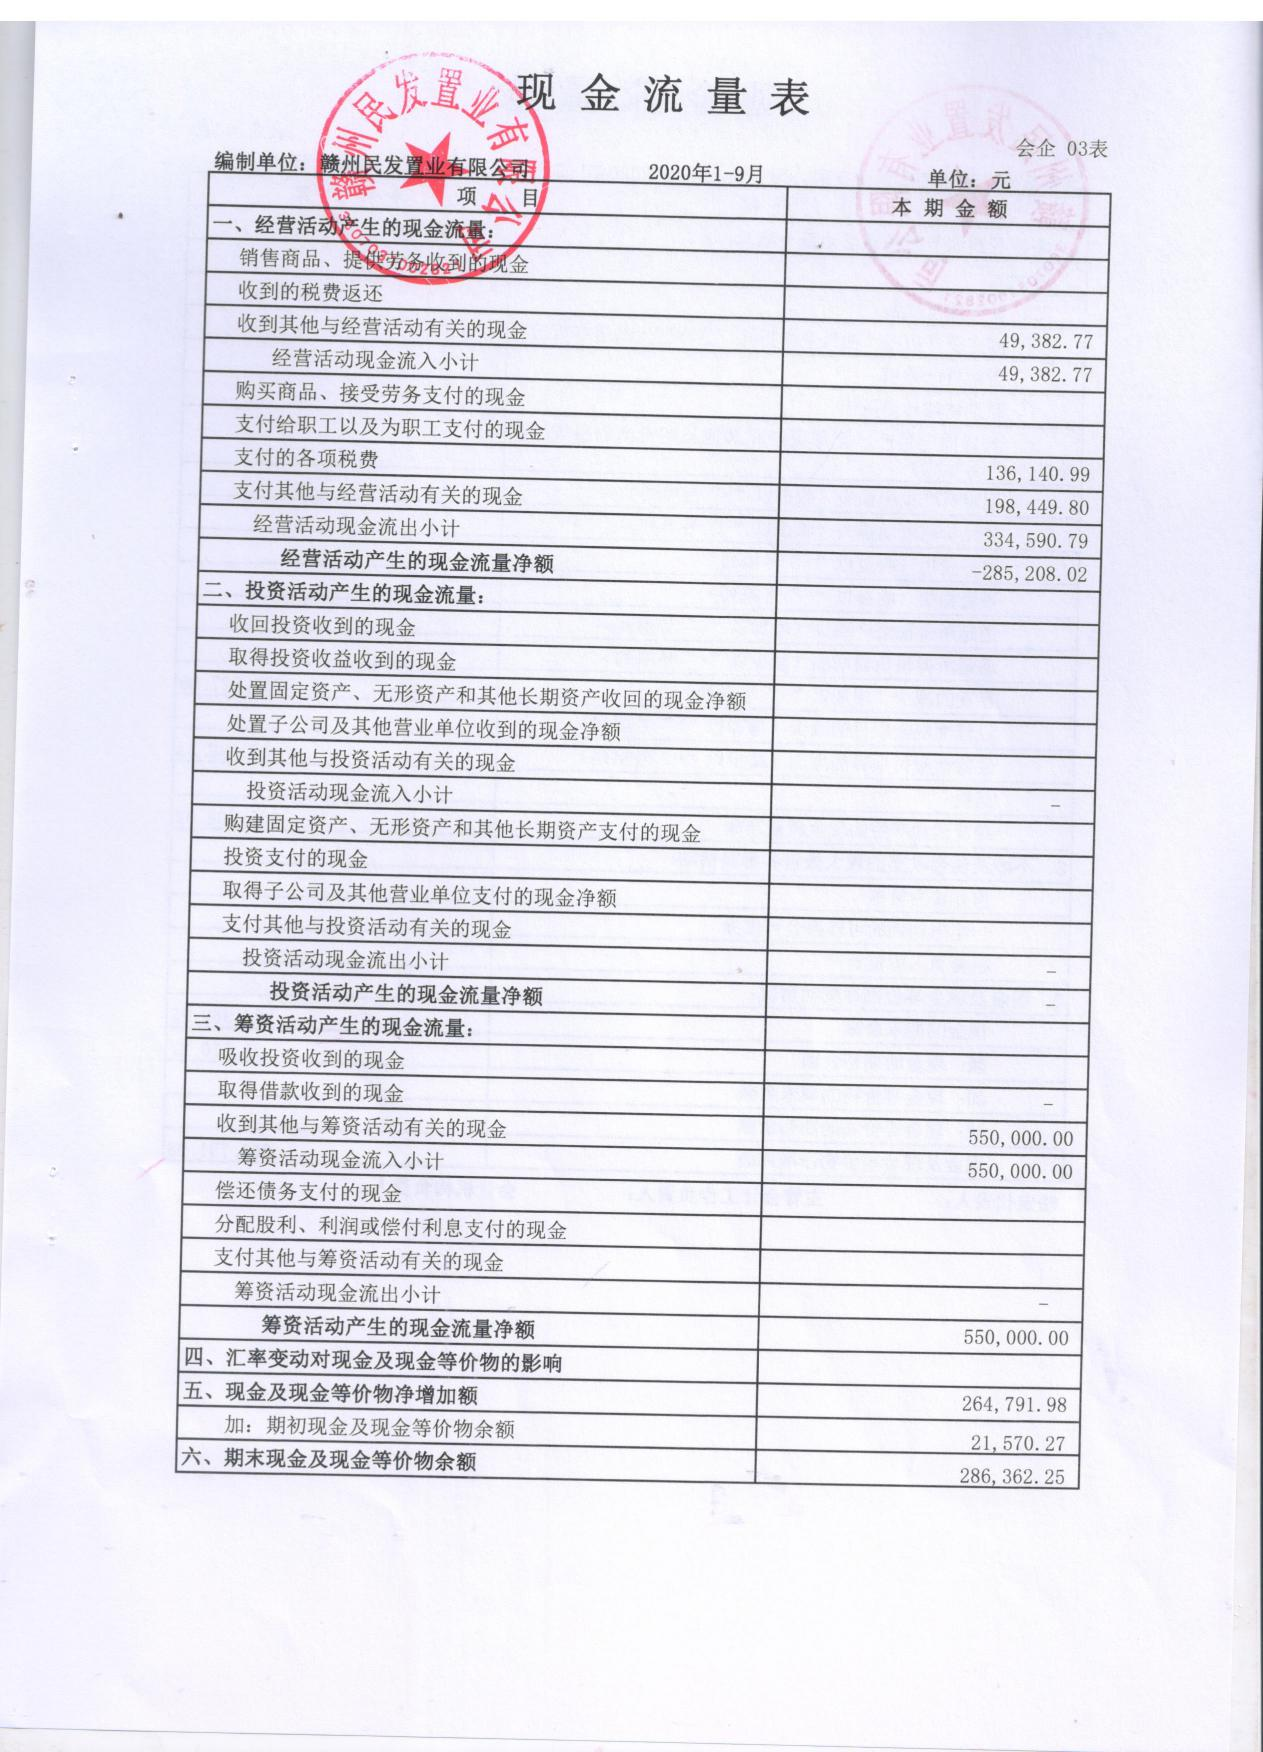 现金流量表
会企 03表
编制单位：赣州民发置业有限公司 2020年1-9月 单位：元
项 目 本期金额
一、经营活动产生的现金流量：
销售商品、提供劳务收到的现金
收到的税费返还
收到其他与经营活动有关的现金 49,382.77
经营活动现金流入小计 49,382.77
购买商品、接受劳务支付的现金
支付给职工以及为职工支付的现金
支付的各项税费 136,140.99
支付其他与经营活动有关的现金 198,449.80
经营活动现金流出小计 334,590.79
经营活动产生的现金流量净额 -285,208.02
二、投资活动产生的现金流量：
收回投资收到的现金
取得投资收益收到的现金
处置固定资产、无形资产和其他长期资产收回的现金净额
处置子公司及其他营业单位收到的现金净额
收到其他与投资活动有关的现金
投资活动现金流入小计 -
购建固定资产、无形资产和其他长期资产支付的现金
投资支付的现金
取得子公司及其他营业单位支付的现金净额
支付其他与投资活动有关的现金
投资活动现金流出小计 -
投资活动产生的现金流量净额 -
三、筹资活动产生的现金流量：
吸收投资收到的现金
取得借款收到的现金 -
收到其他与筹资活动有关的现金 550,000.00
筹资活动现金流入小计 550,000.00
偿还债务支付的现金
分配股利、利润或偿付利息支付的现金
支付其他与筹资活动有关的现金
筹资活动现金流出小计 -
筹资活动产生的现金流量净额 550,000.00
四、汇率变动对现金及现金等价物的影响
五、现金及现金等价物净增加额 264,791.98
加：期初现金及现金等价物余额 21,570.27
六、期末现金及现金等价物余额 286,362.25
赣州民发置业有限公司